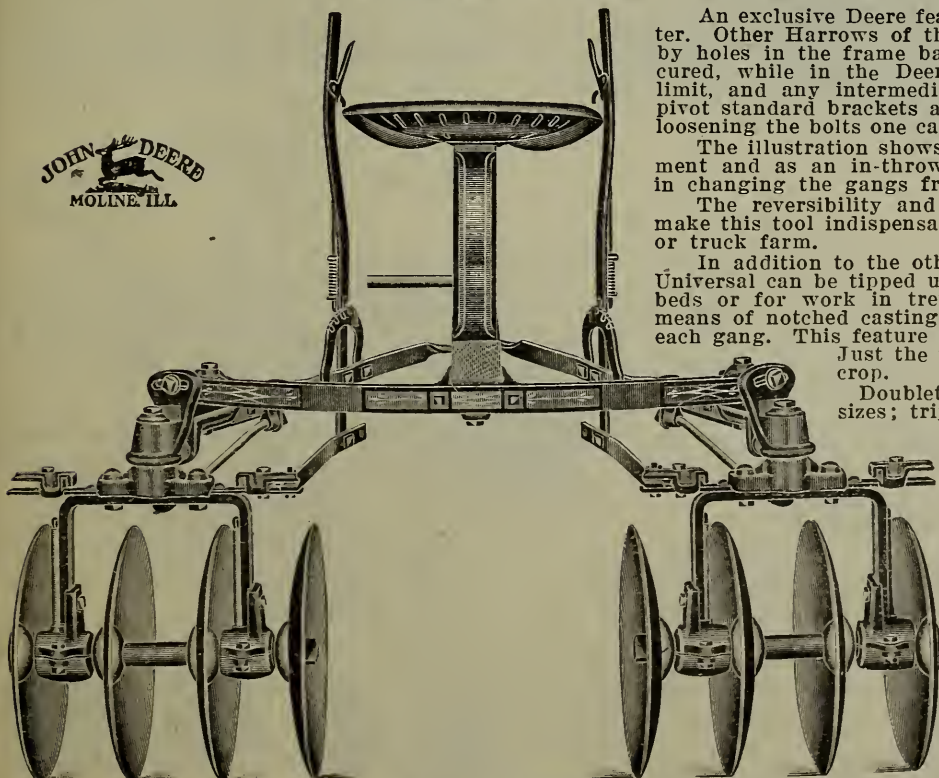 JOHN DEERE
MOLINE, ILL.
An exclusive Deere fea
ter. Other Harrows of th
by holes in the frame ba
cured, while in the Deer
limit, and any intermedi
pivot standard brackets a
loosening the bolts one ca
The illustration shows
ment and as an in-throw
in changing the gangs fr
The reversibility and
make this tool indispensa
or truck farm.
In addition to the oth
Universal can be tipped u
beds or for work in tre
means of notched casting
each gang. This feature
Just the
crop.
Doublet
sizes; tri